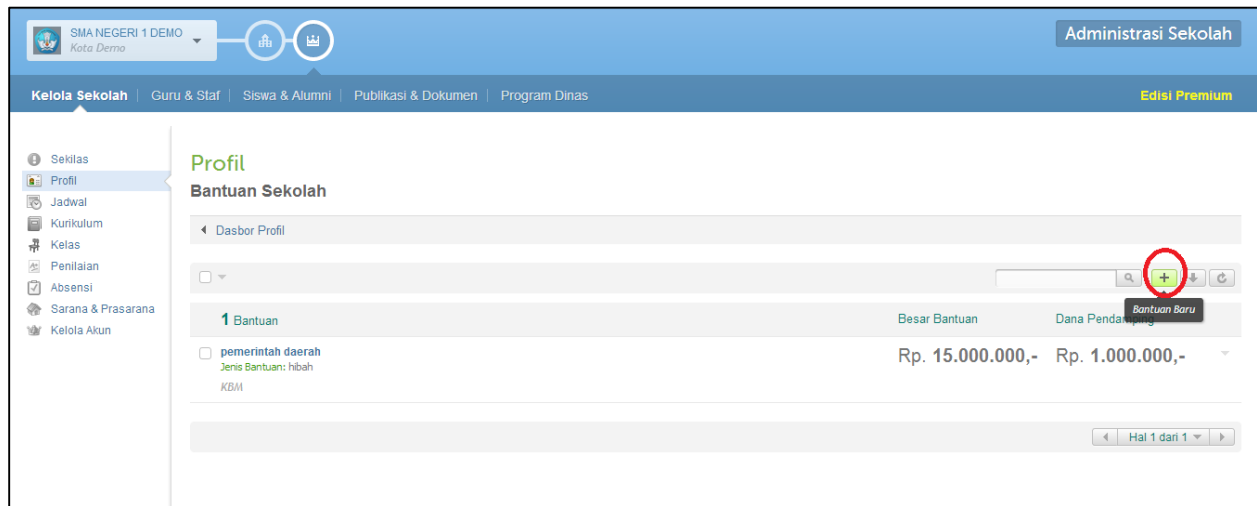 SMA NEGERI 1 DEMO
Kota Demo
Administrasi Sekolah
Kelola Sekolah | Guru & Staf | Siswa & Alumni | Publikasi & Dokumen | Program Dinas
Edisi Premium
Sekilas
Profil
Jadwal
Kurikulum
Kelas
Penilaian
Absensi
Sarana & Prasarana
Kelola Akun
Profil
Bantuan Sekolah
Dasbor Profil
Bantuan Baru
1 Bantuan
Besar Bantuan
Dana Pendamping
pemerintah daerah
Jenis Bantuan: hibah
KBM
Rp. 15.000.000,-
Rp. 1.000.000,-
Hal 1 dari 1